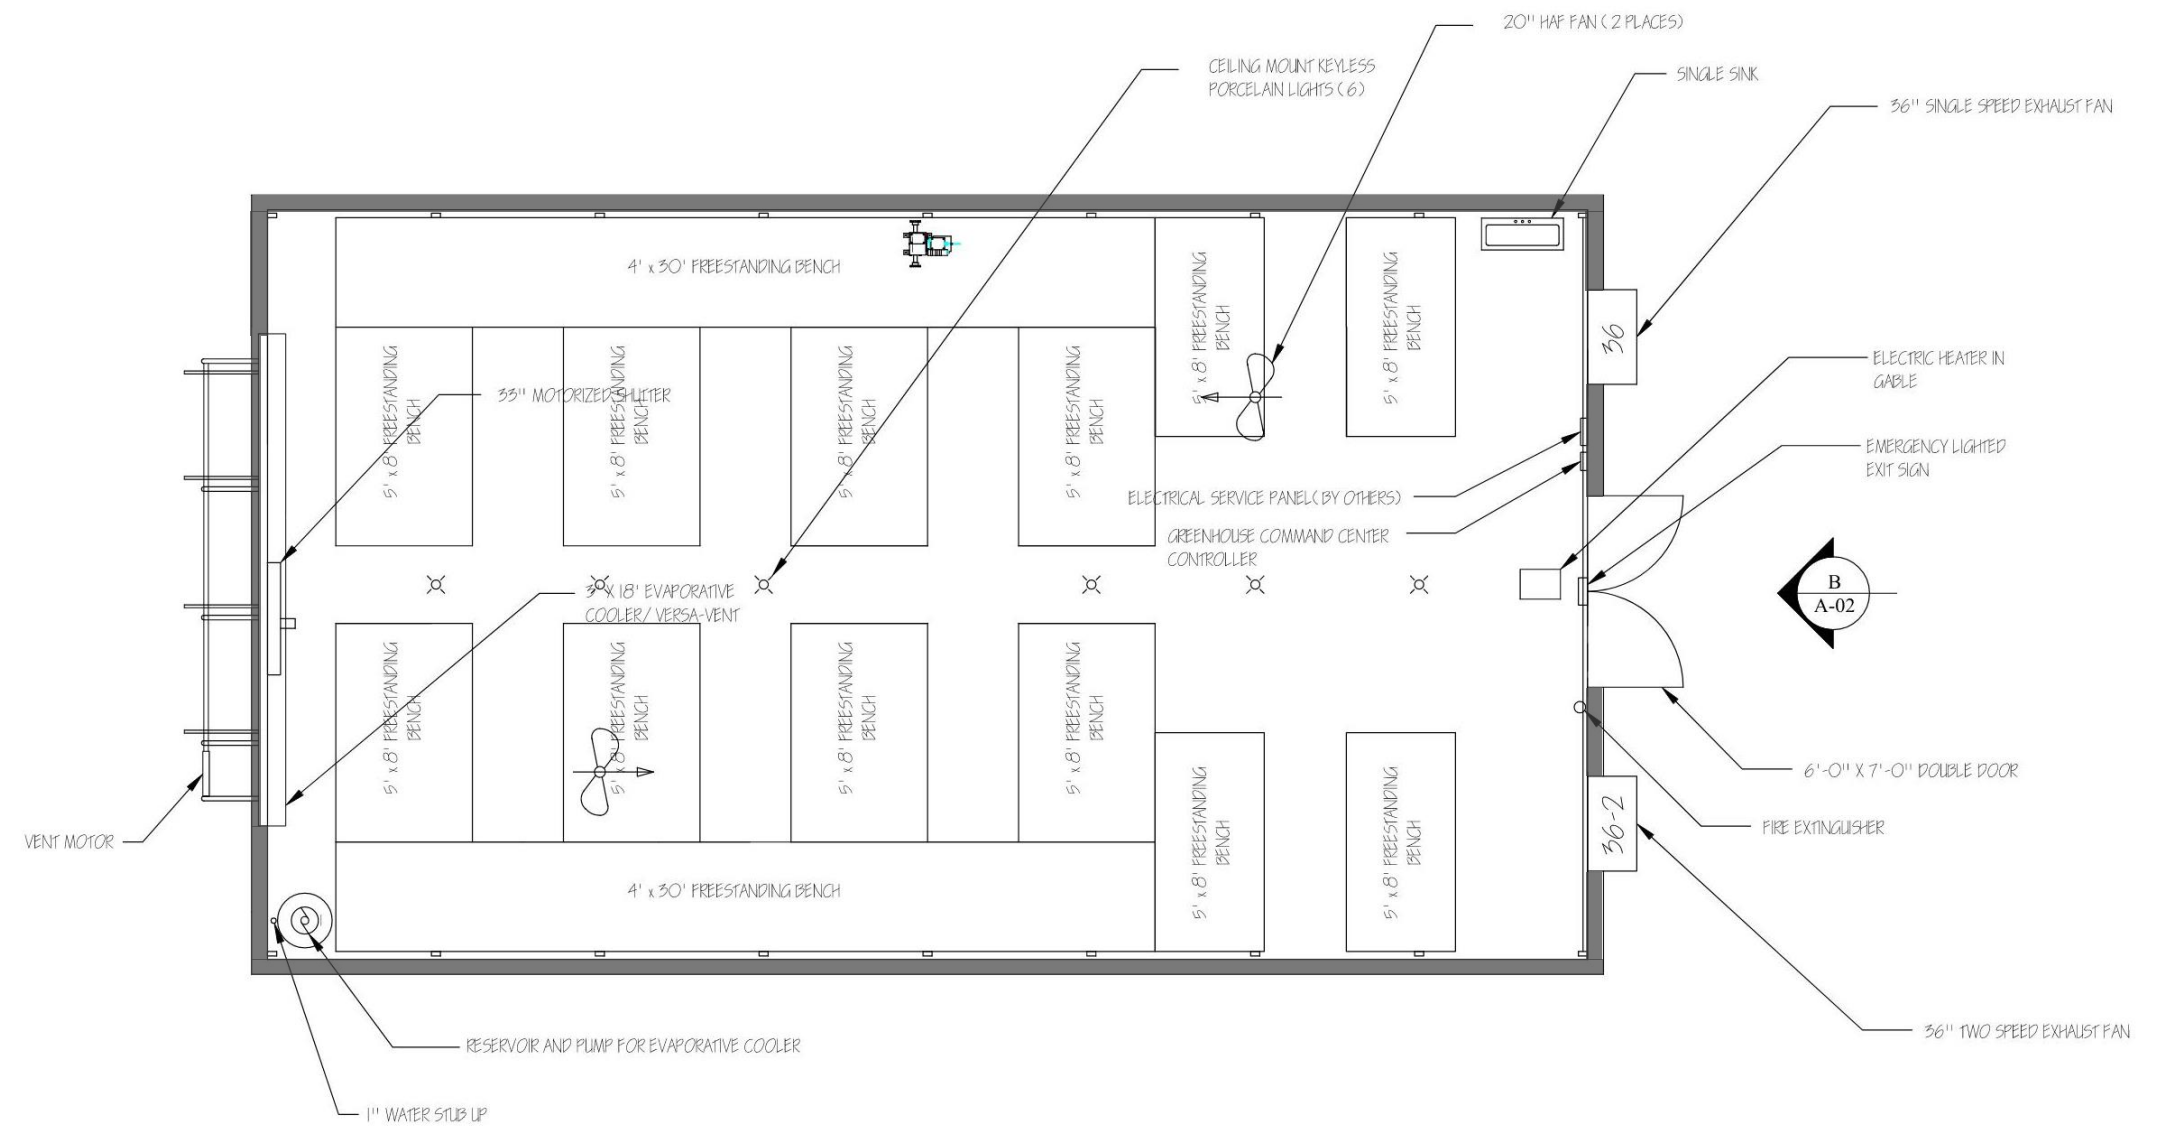 20" HAF FAN ( 2 PLACES)
CEILING MOUNT KEYLESS
PORCELAIN LIGHTS ( 6 )
SINGLE SINK
36" SINGLE SPEED EXHAUST FAN
4' x 30' FREESTANDING BENCH
5' x 8' FREESTANDING
BENCH
5' x 8' FREESTANDING
BENCH
36
ELECTRIC HEATER IN
GABLE
5' x 8' FREESTANDING
BENCH
5' x 8' FREESTANDING
BENCH
5' x 8' FREESTANDING
BENCH
5' x 8' FREESTANDING
BENCH
33" MOTORIZED SHUTTER
EMERGENCY LIGHTED
EXIT SIGN
ELECTRICAL SERVICE PANEL( BY OTHERS)
GREENHOUSE COMMAND CENTER
CONTROLLER
3' X 18' EVAPORATIVE
COOLER/ VERSA-VENT
B
A-02
5' x 8' FREESTANDING
BENCH
5' x 8' FREESTANDING
BENCH
5' x 8' FREESTANDING
BENCH
5' x 8' FREESTANDING
BENCH
5' x 8' FREESTANDING
BENCH
5' x 8' FREESTANDING
BENCH
36-2
6'-0" X 7'-0" DOUBLE DOOR
FIRE EXTINGUISHER
VENT MOTOR
4' x 30' FREESTANDING BENCH
36" TWO SPEED EXHAUST FAN
RESERVOIR AND PUMP FOR EVAPORATIVE COOLER
1" WATER STUB UP